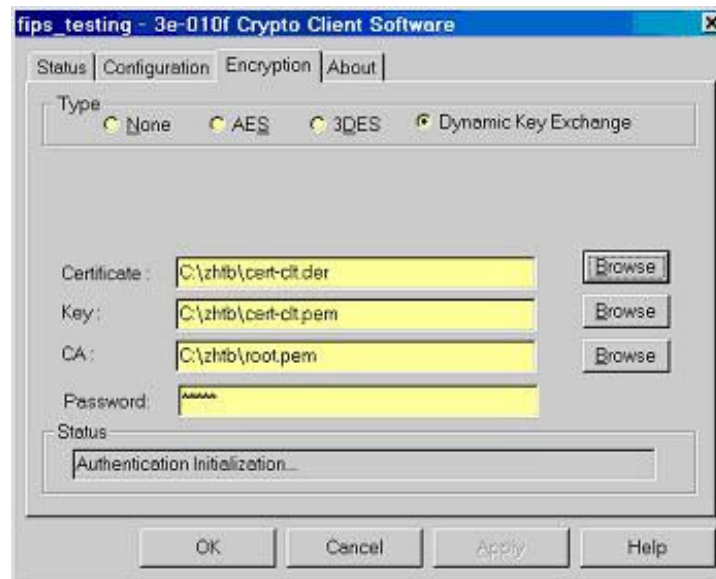 fips_testing - 3e-010f Crypto Client Software
Status Configuration Encryption About
Type
None AES 3DES Dynamic Key Exchange
Certificate : C:\zhtb\cert-clt.der Browse
Key : C:\zhtb\cert-clt.pem Browse
CA : C:\zhtb\root.pem Browse
Password: *****
Status
Authentication Initialization...
OK Cancel Apply Help